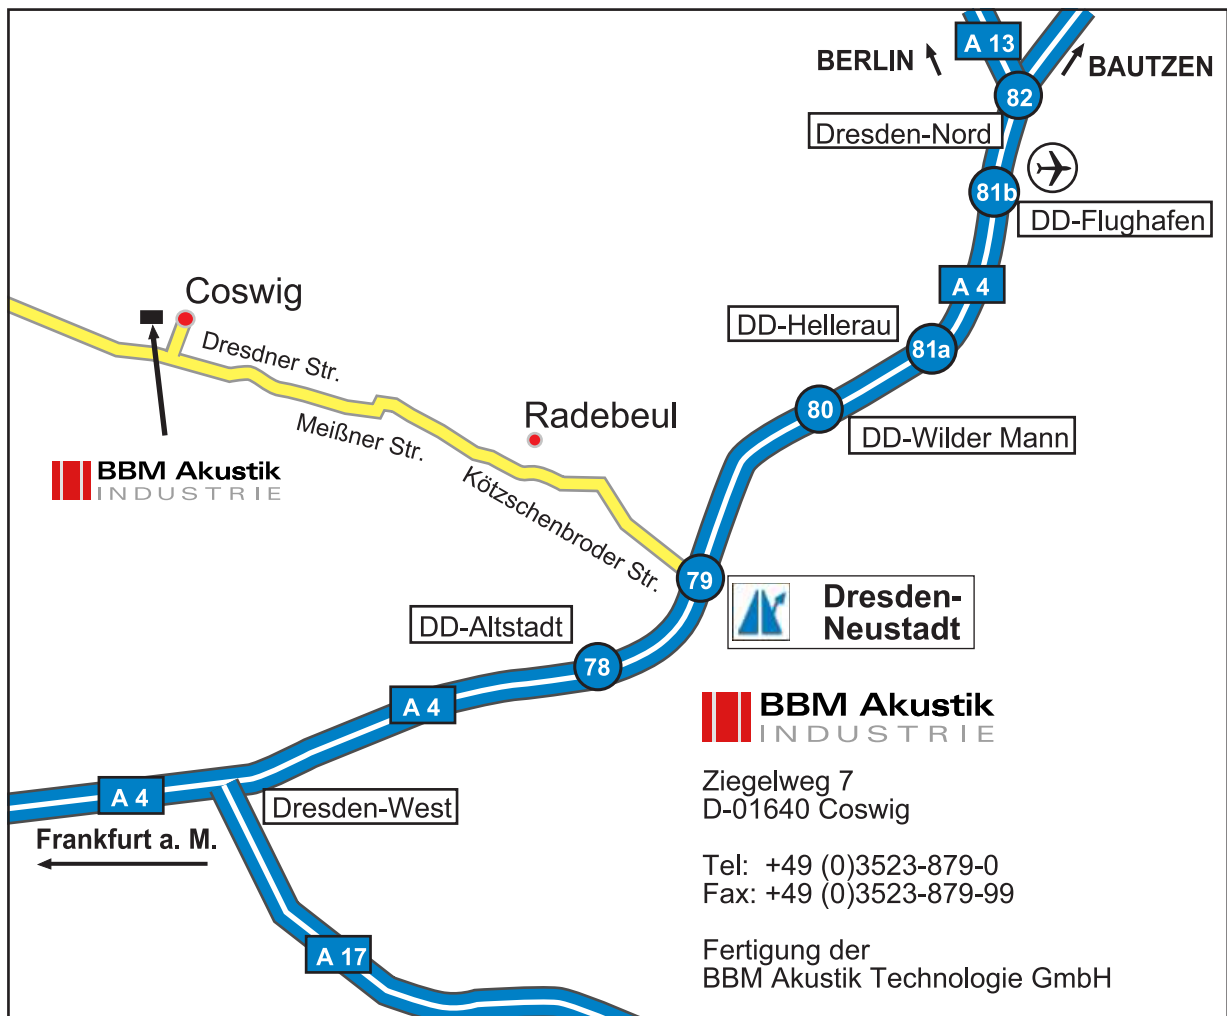 A 13
BERLIN
BAUTZEN
82
Dresden-Nord
81b
DD-Flughafen
A 4
Coswig
DD-Hellerau
Dresdner Str.
81a
80
Radebeul
Meißner Str.
DD-Wilder Mann
BBM Akustik
INDUSTRIE
Kötzschenbroder Str.
79
Dresden-
Neustadt
DD-Altstadt
78
A 4
BBM Akustik
INDUSTRIE
Ziegelweg 7
D-01640 Coswig
A 4
Dresden-West
Frankfurt a. M.
Tel: +49 (0)3523-879-0
Fax: +49 (0)3523-879-99
A 17
Fertigung der
BBM Akustik Technologie GmbH